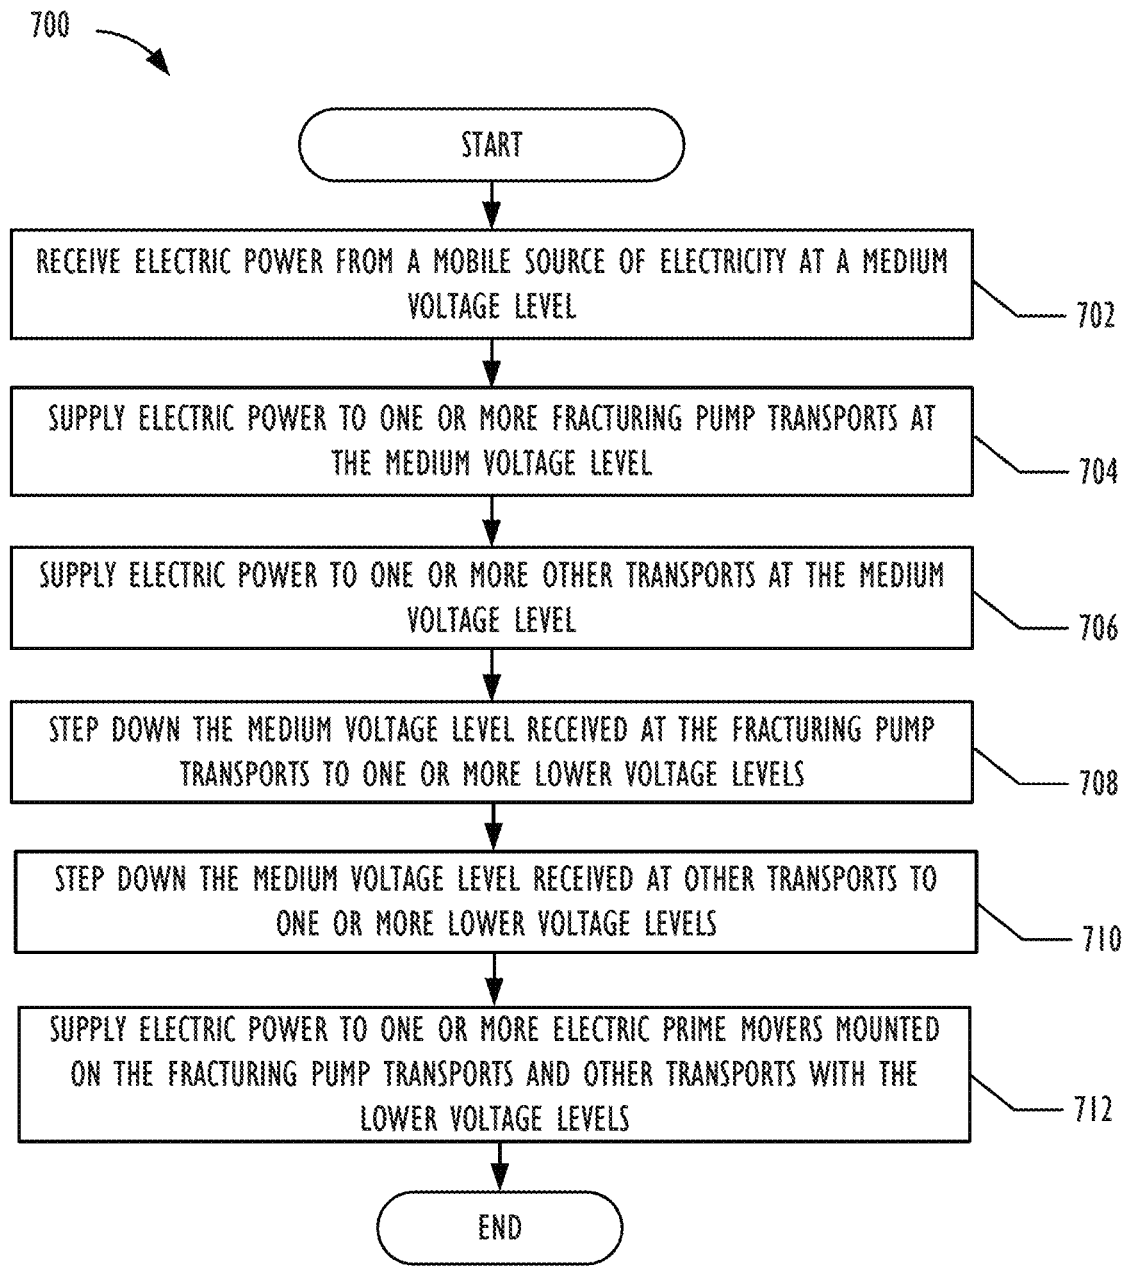 700
START
RECEIVE ELECTRIC POWER FROM A MOBILE SOURCE OF ELECTRICITY AT A MEDIUM
VOLTAGE LEVEL
702
SUPPLY ELECTRIC POWER TO ONE OR MORE FRACTURING PUMP TRANSPORTS AT
THE MEDIUM VOLTAGE LEVEL
704
SUPPLY ELECTRIC POWER TO ONE OR MORE OTHER TRANSPORTS AT THE MEDIUM
VOLTAGE LEVEL
706
STEP DOWN THE MEDIUM VOLTAGE LEVEL RECEIVED AT THE FRACTURING PUMP
TRANSPORTS TO ONE OR MORE LOWER VOLTAGE LEVELS
708
STEP DOWN THE MEDIUM VOLTAGE LEVEL RECEIVED AT OTHER TRANSPORTS TO
ONE OR MORE LOWER VOLTAGE LEVELS
710
SUPPLY ELECTRIC POWER TO ONE OR MORE ELECTRIC PRIME MOVERS MOUNTED
ON THE FRACTURING PUMP TRANSPORTS AND OTHER TRANSPORTS WITH THE
LOWER VOLTAGE LEVELS
712
END